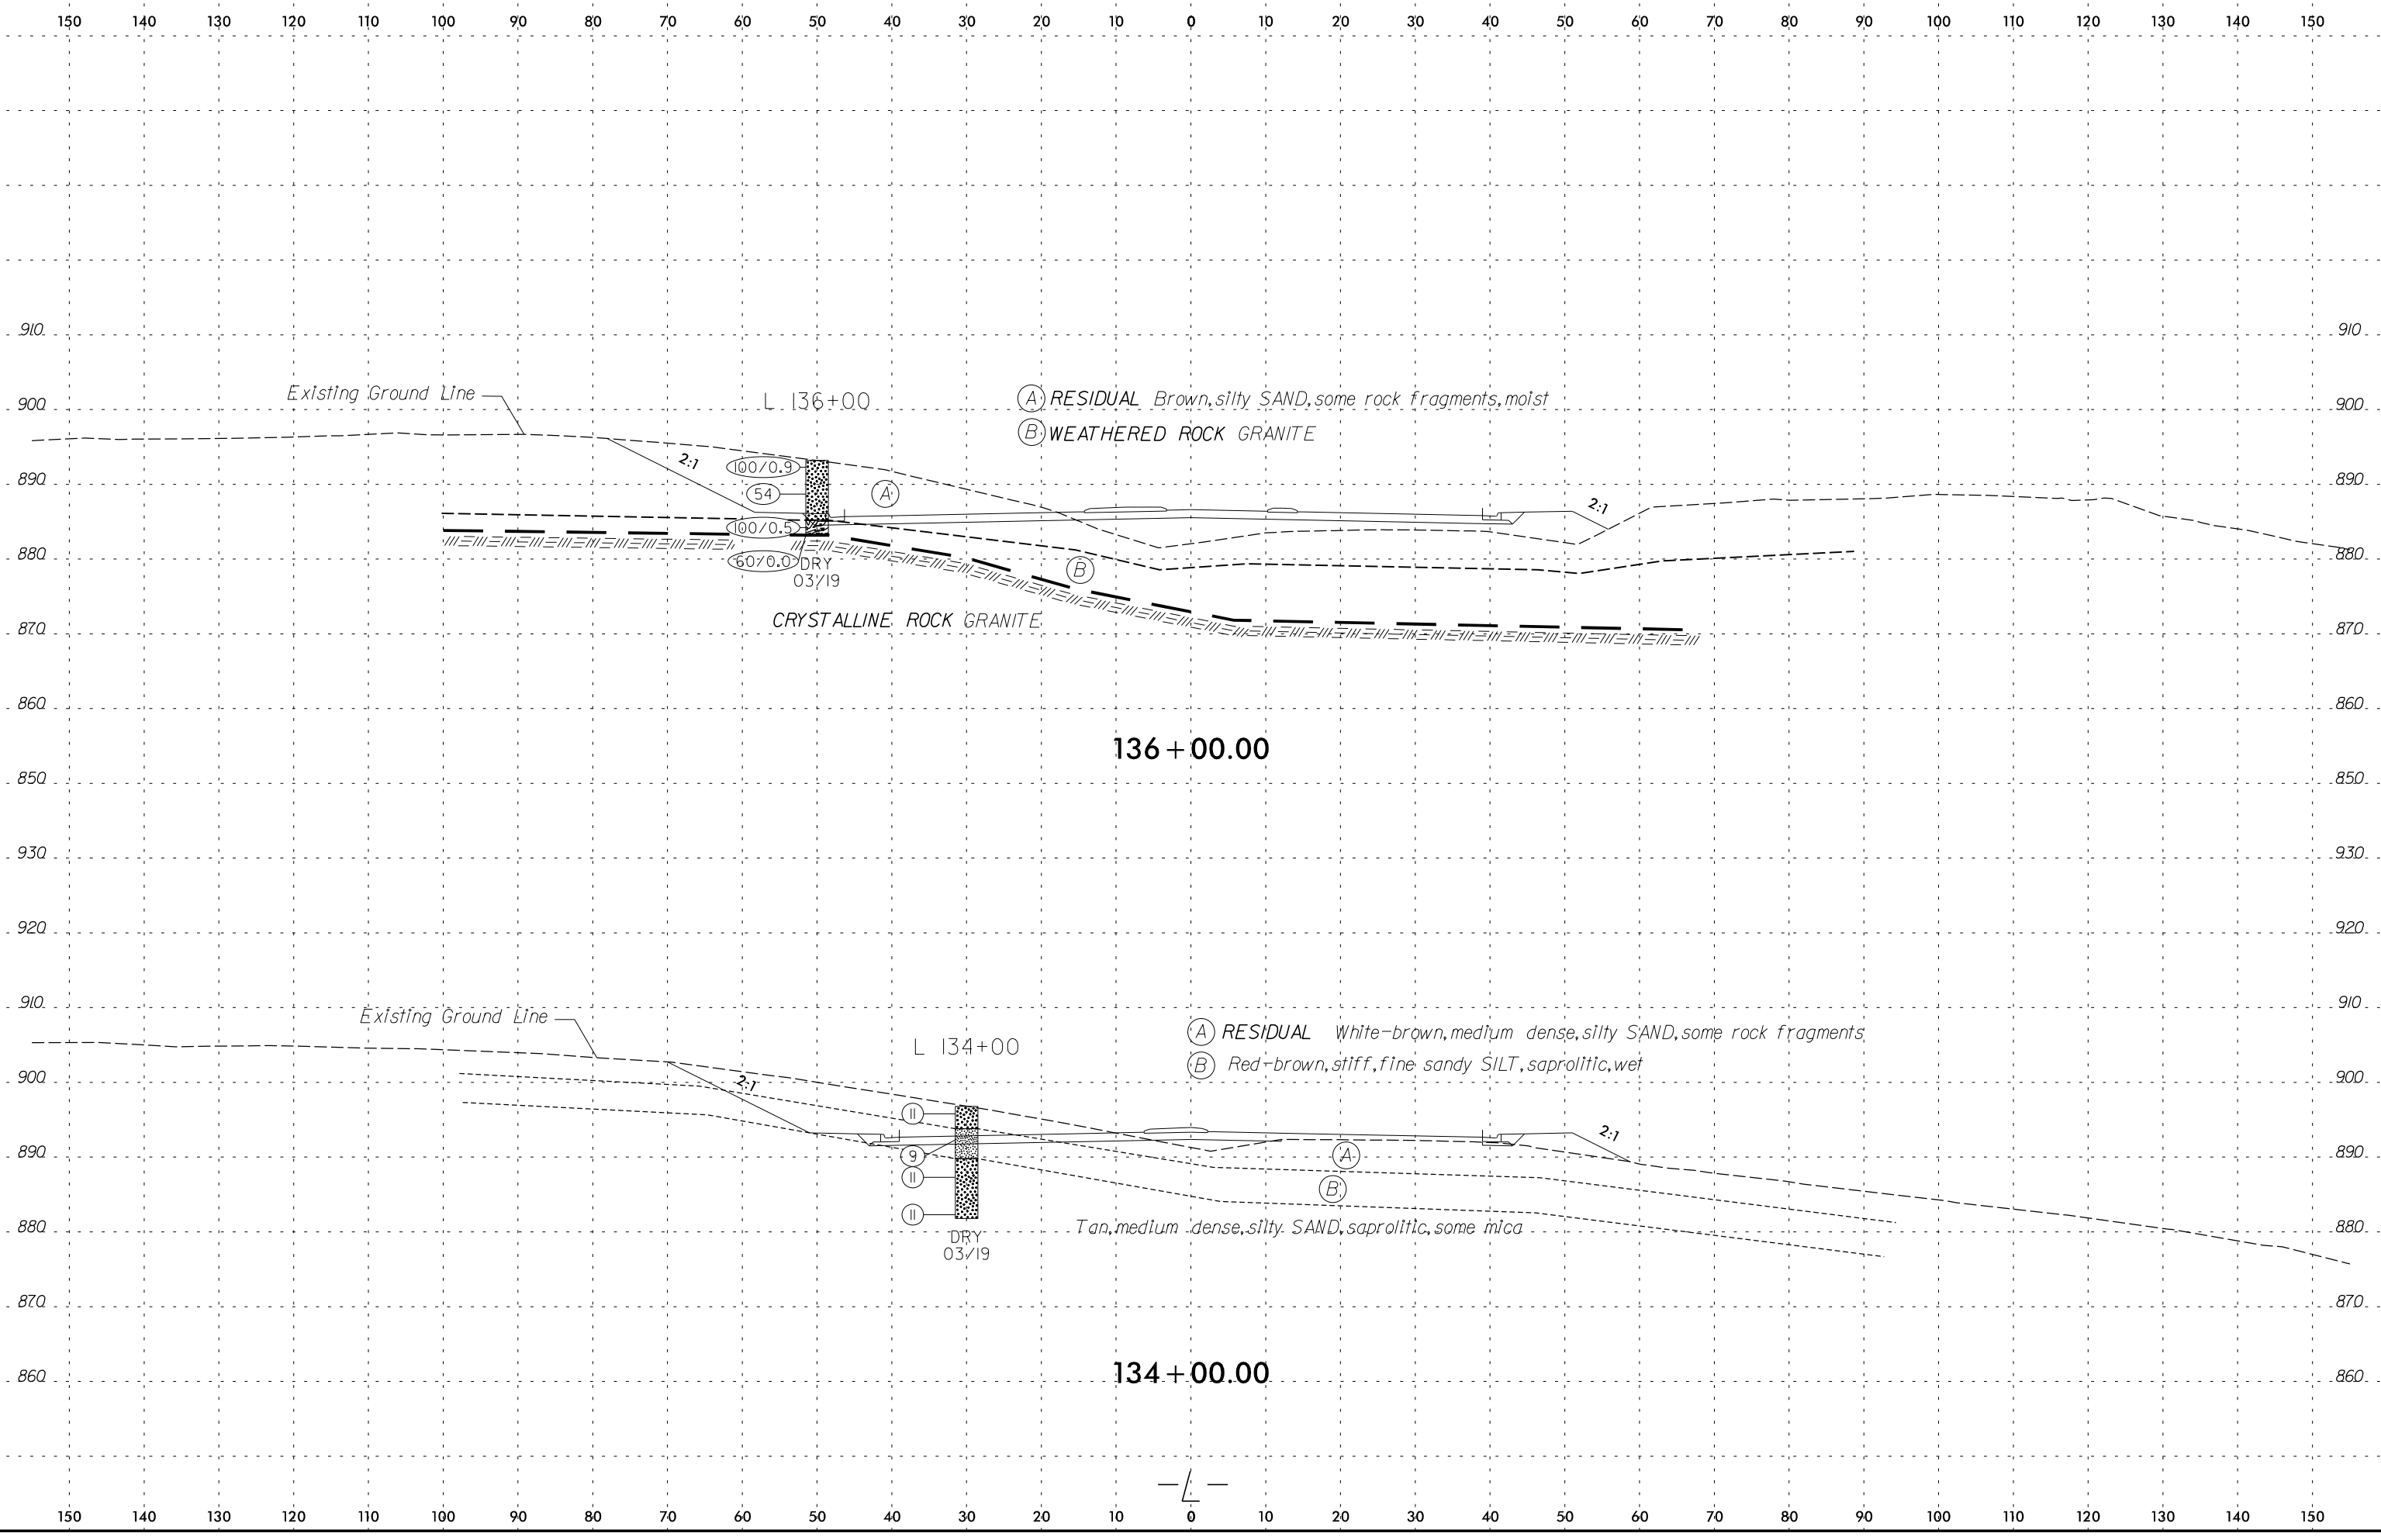 150 140 130 120 110 100 90 80 70 60 50 40 30 20 10 0 10 20 30 40 50 60 70 80 90 100 110 120 130 140 150
910 910
Existing Ground Line
L 136+00
A RESIDUAL Brown, silty SAND, some rock fragments, moist
900 900
B WEATHERED ROCK GRANITE
2:1
100/0.9
890 54 A 890
2:1
100/0.5
880 60/0.0 DRY B 880
03/19
CRYSTALLINE ROCK GRANITE
870 870
860 860
136+00.00
850 850
930 930
920 920
910 910
Existing Ground Line
L 134+00
A RESIDUAL White-brown, medium dense, silty SAND, some rock fragments
B Red-brown, stiff, fine sandy SILT, saprolitic, wet
900 2:1 900
11
2:1
890 9 A 890
11
B
11
880 Tan, medium dense, silty SAND, saprolitic, some mica 880
DRY
03/19
870 870
860 134+00.00 860
-L-
150 140 130 120 110 100 90 80 70 60 50 40 30 20 10 0 10 20 30 40 50 60 70 80 90 100 110 120 130 140 150